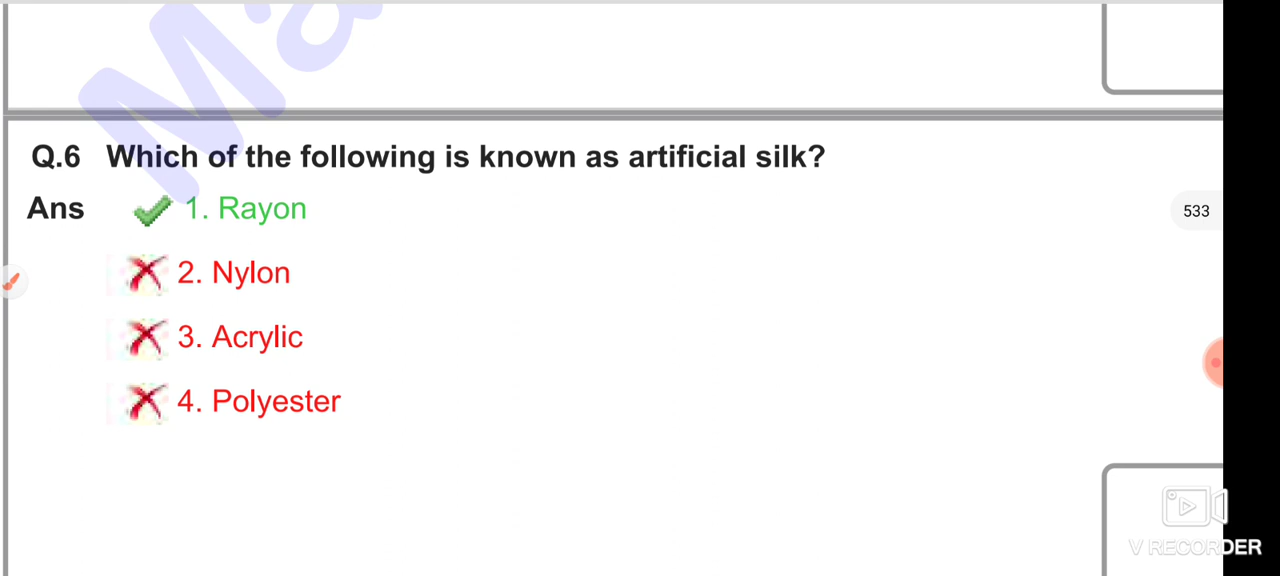 Ma
Q.6 Which of the following is known as artificial silk?
Ans 1. Rayon
533
2. Nylon
3. Acrylic
4. Polyester
V RECORDER